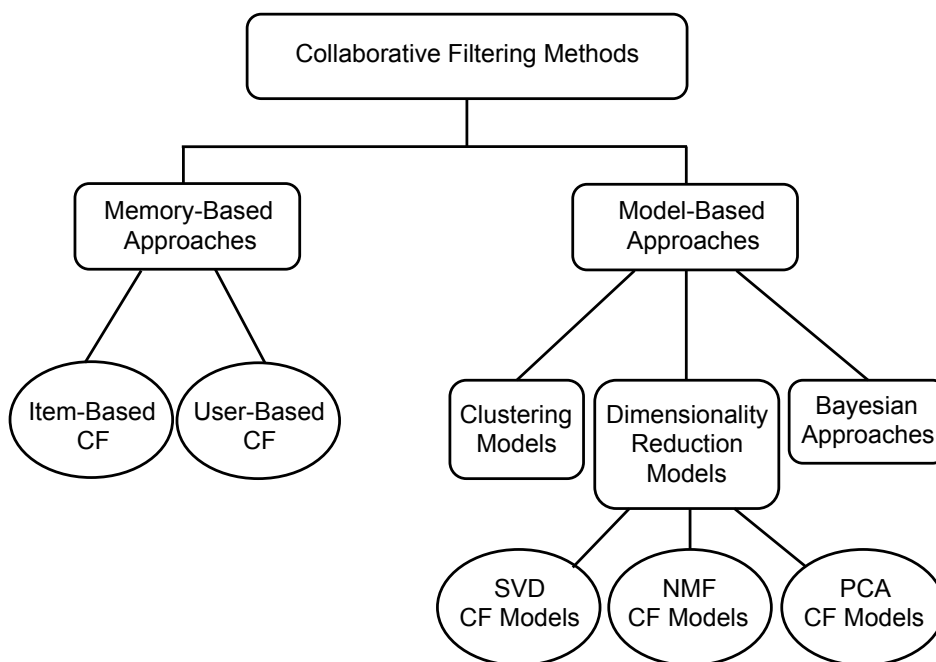 Collaborative Filtering Methods
Memory-Based
Approaches
Model-Based
Approaches
Item-Based
CF
User-Based
CF
Clustering
Models
Dimensionality
Reduction
Models
Bayesian
Approaches
SVD
CF Models
NMF
CF Models
PCA
CF Models